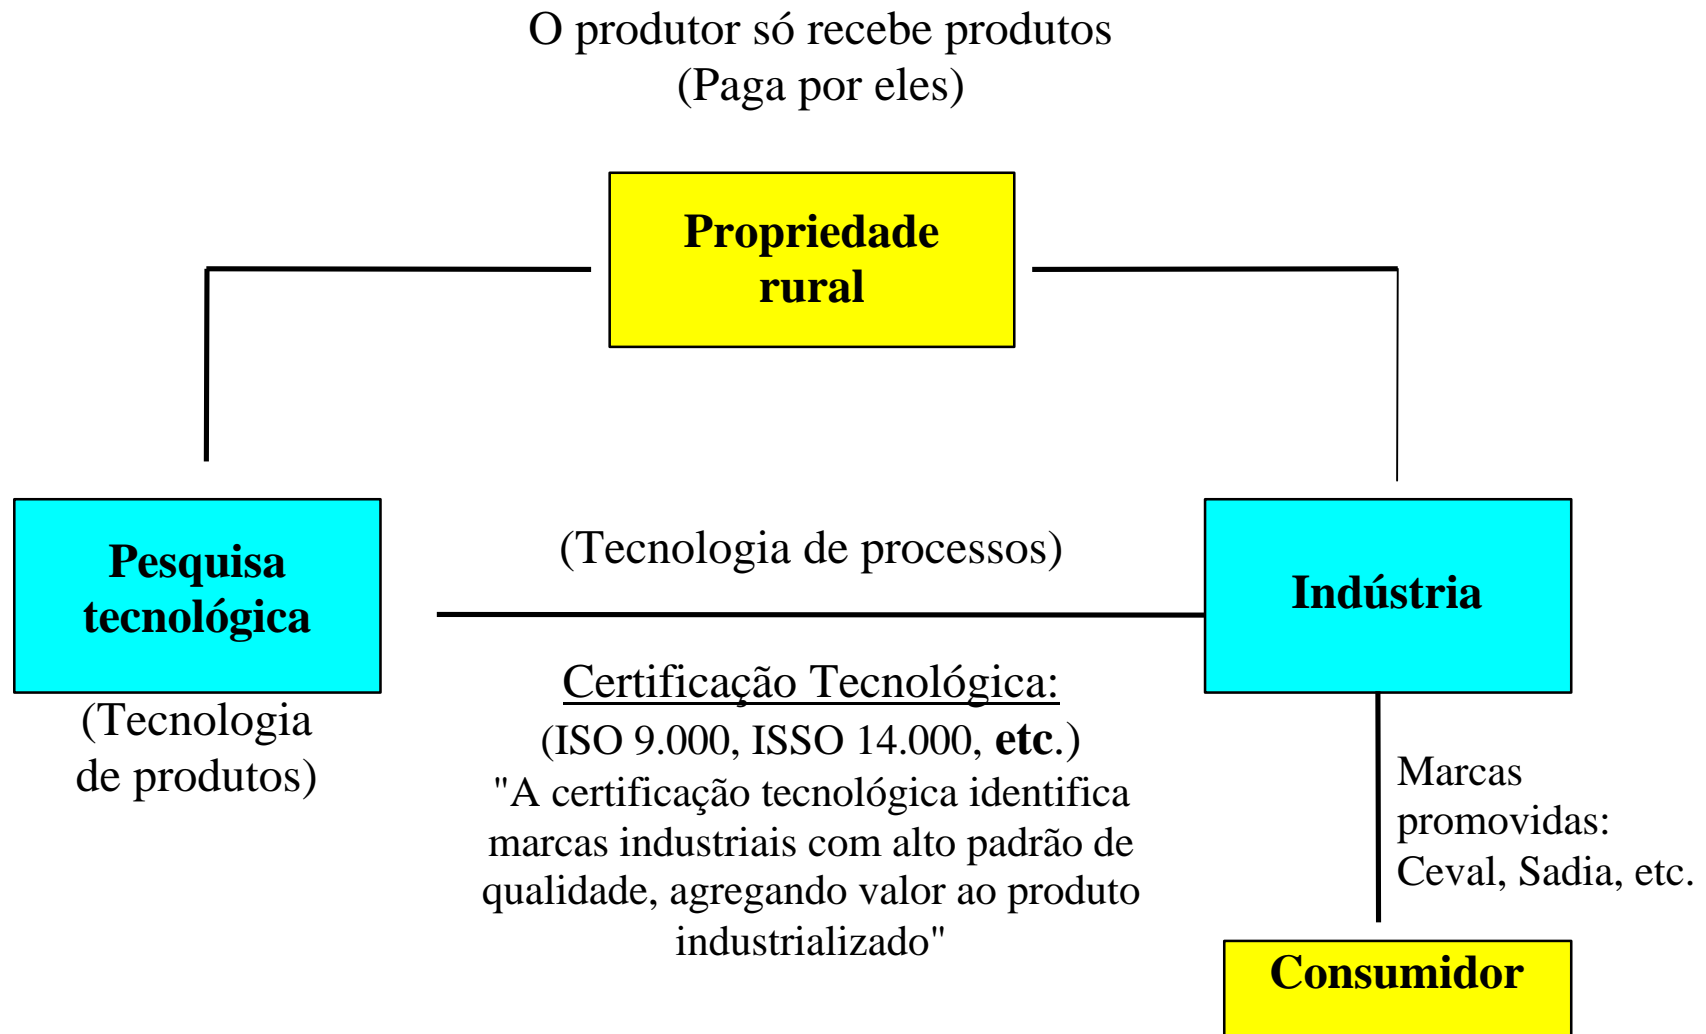 O produtor só recebe produtos
(Paga por eles)
Propriedade
rural
Pesquisa
tecnológica
(Tecnologia
de produtos)
(Tecnologia de processos)
Certificação Tecnológica:
(ISO 9.000, ISSO 14.000, etc.)
"A certificação tecnológica identifica
marcas industriais com alto padrão de
qualidade, agregando valor ao produto
industrializado"
Indústria
Marcas
promovidas:
Ceval, Sadia, etc.
Consumidor